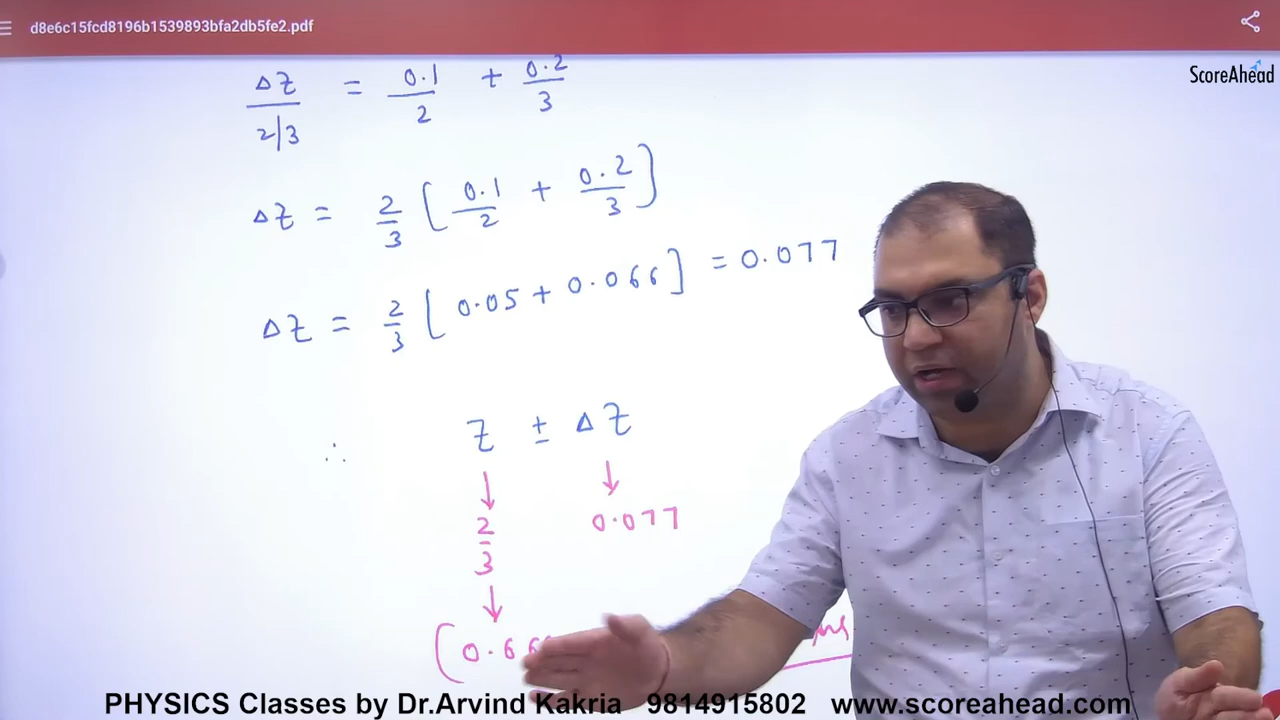 d8e6c15fcd8196b1539893bfa2db5fe2.pdf
ScoreAhead
ΔZ/(2/3) = 0.1/2 + 0.2/3
ΔZ = 2/3 [0.1/2 + 0.2/3]
ΔZ = 2/3 [0.05 + 0.066] = 0.077
∴ Z ± ΔZ
↓ ↓
2/3 0.077
↓
(0.66
PHYSICS Classes by Dr.Arvind Kakria 9814915802 www.scoreahead.com